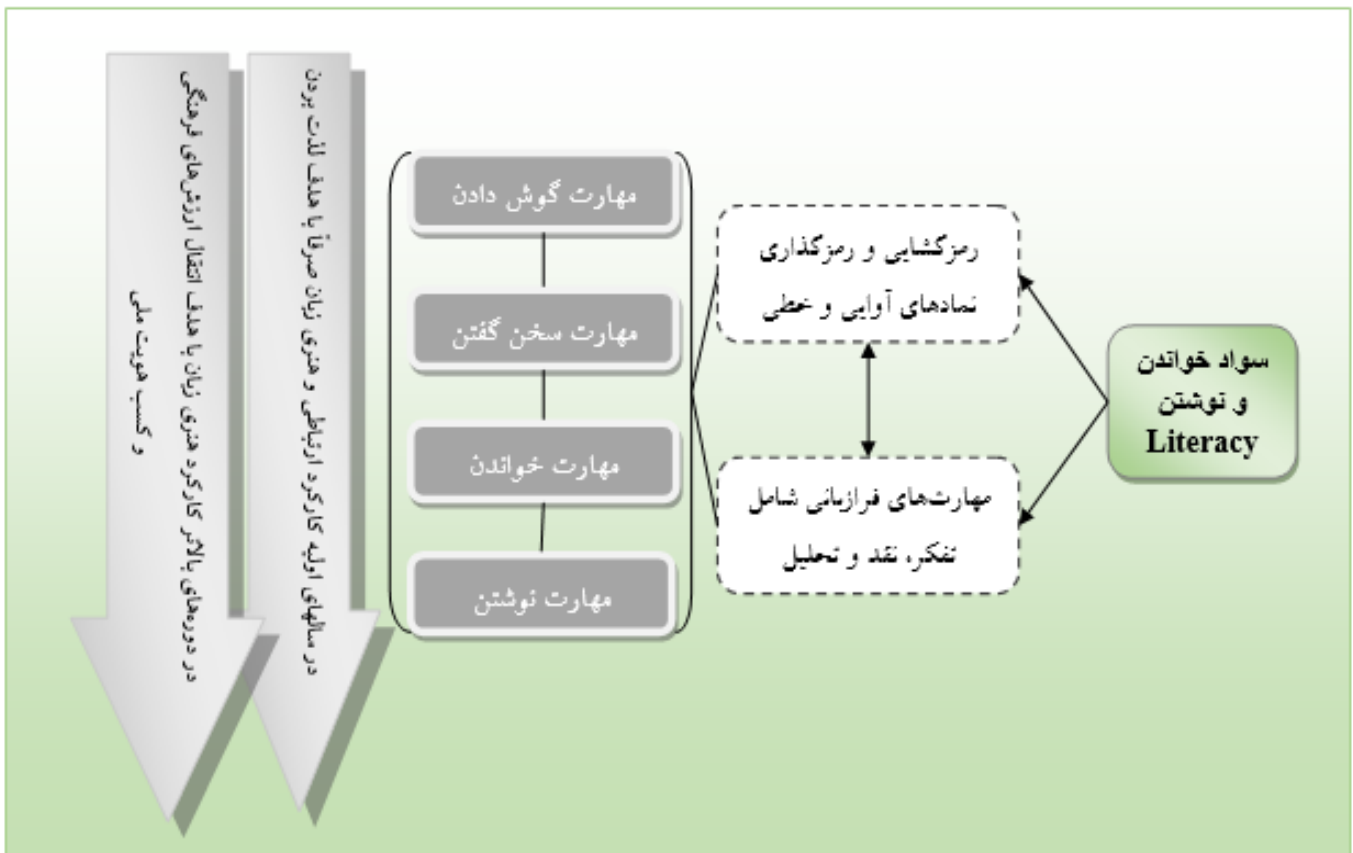 سواد خواندن
و نوشتن
Literacy
رمزگشایی و رمزگذاری
نمادهای آوایی و خطی
مهارت‌های فرازبانی شامل
تفکر، نقد و تحلیل
مهارت گوش دادن
مهارت سخن گفتن
مهارت خواندن
مهارت نوشتن
در سالهای اولیه کارکرد ارتباطی و هنری زبان صرفاً با هدف لذت بردن
در دوره‌های بالاتر کارکرد هنری زبان با هدف انتقال ارزش‌های فرهنگی
و کسب هویت ملی